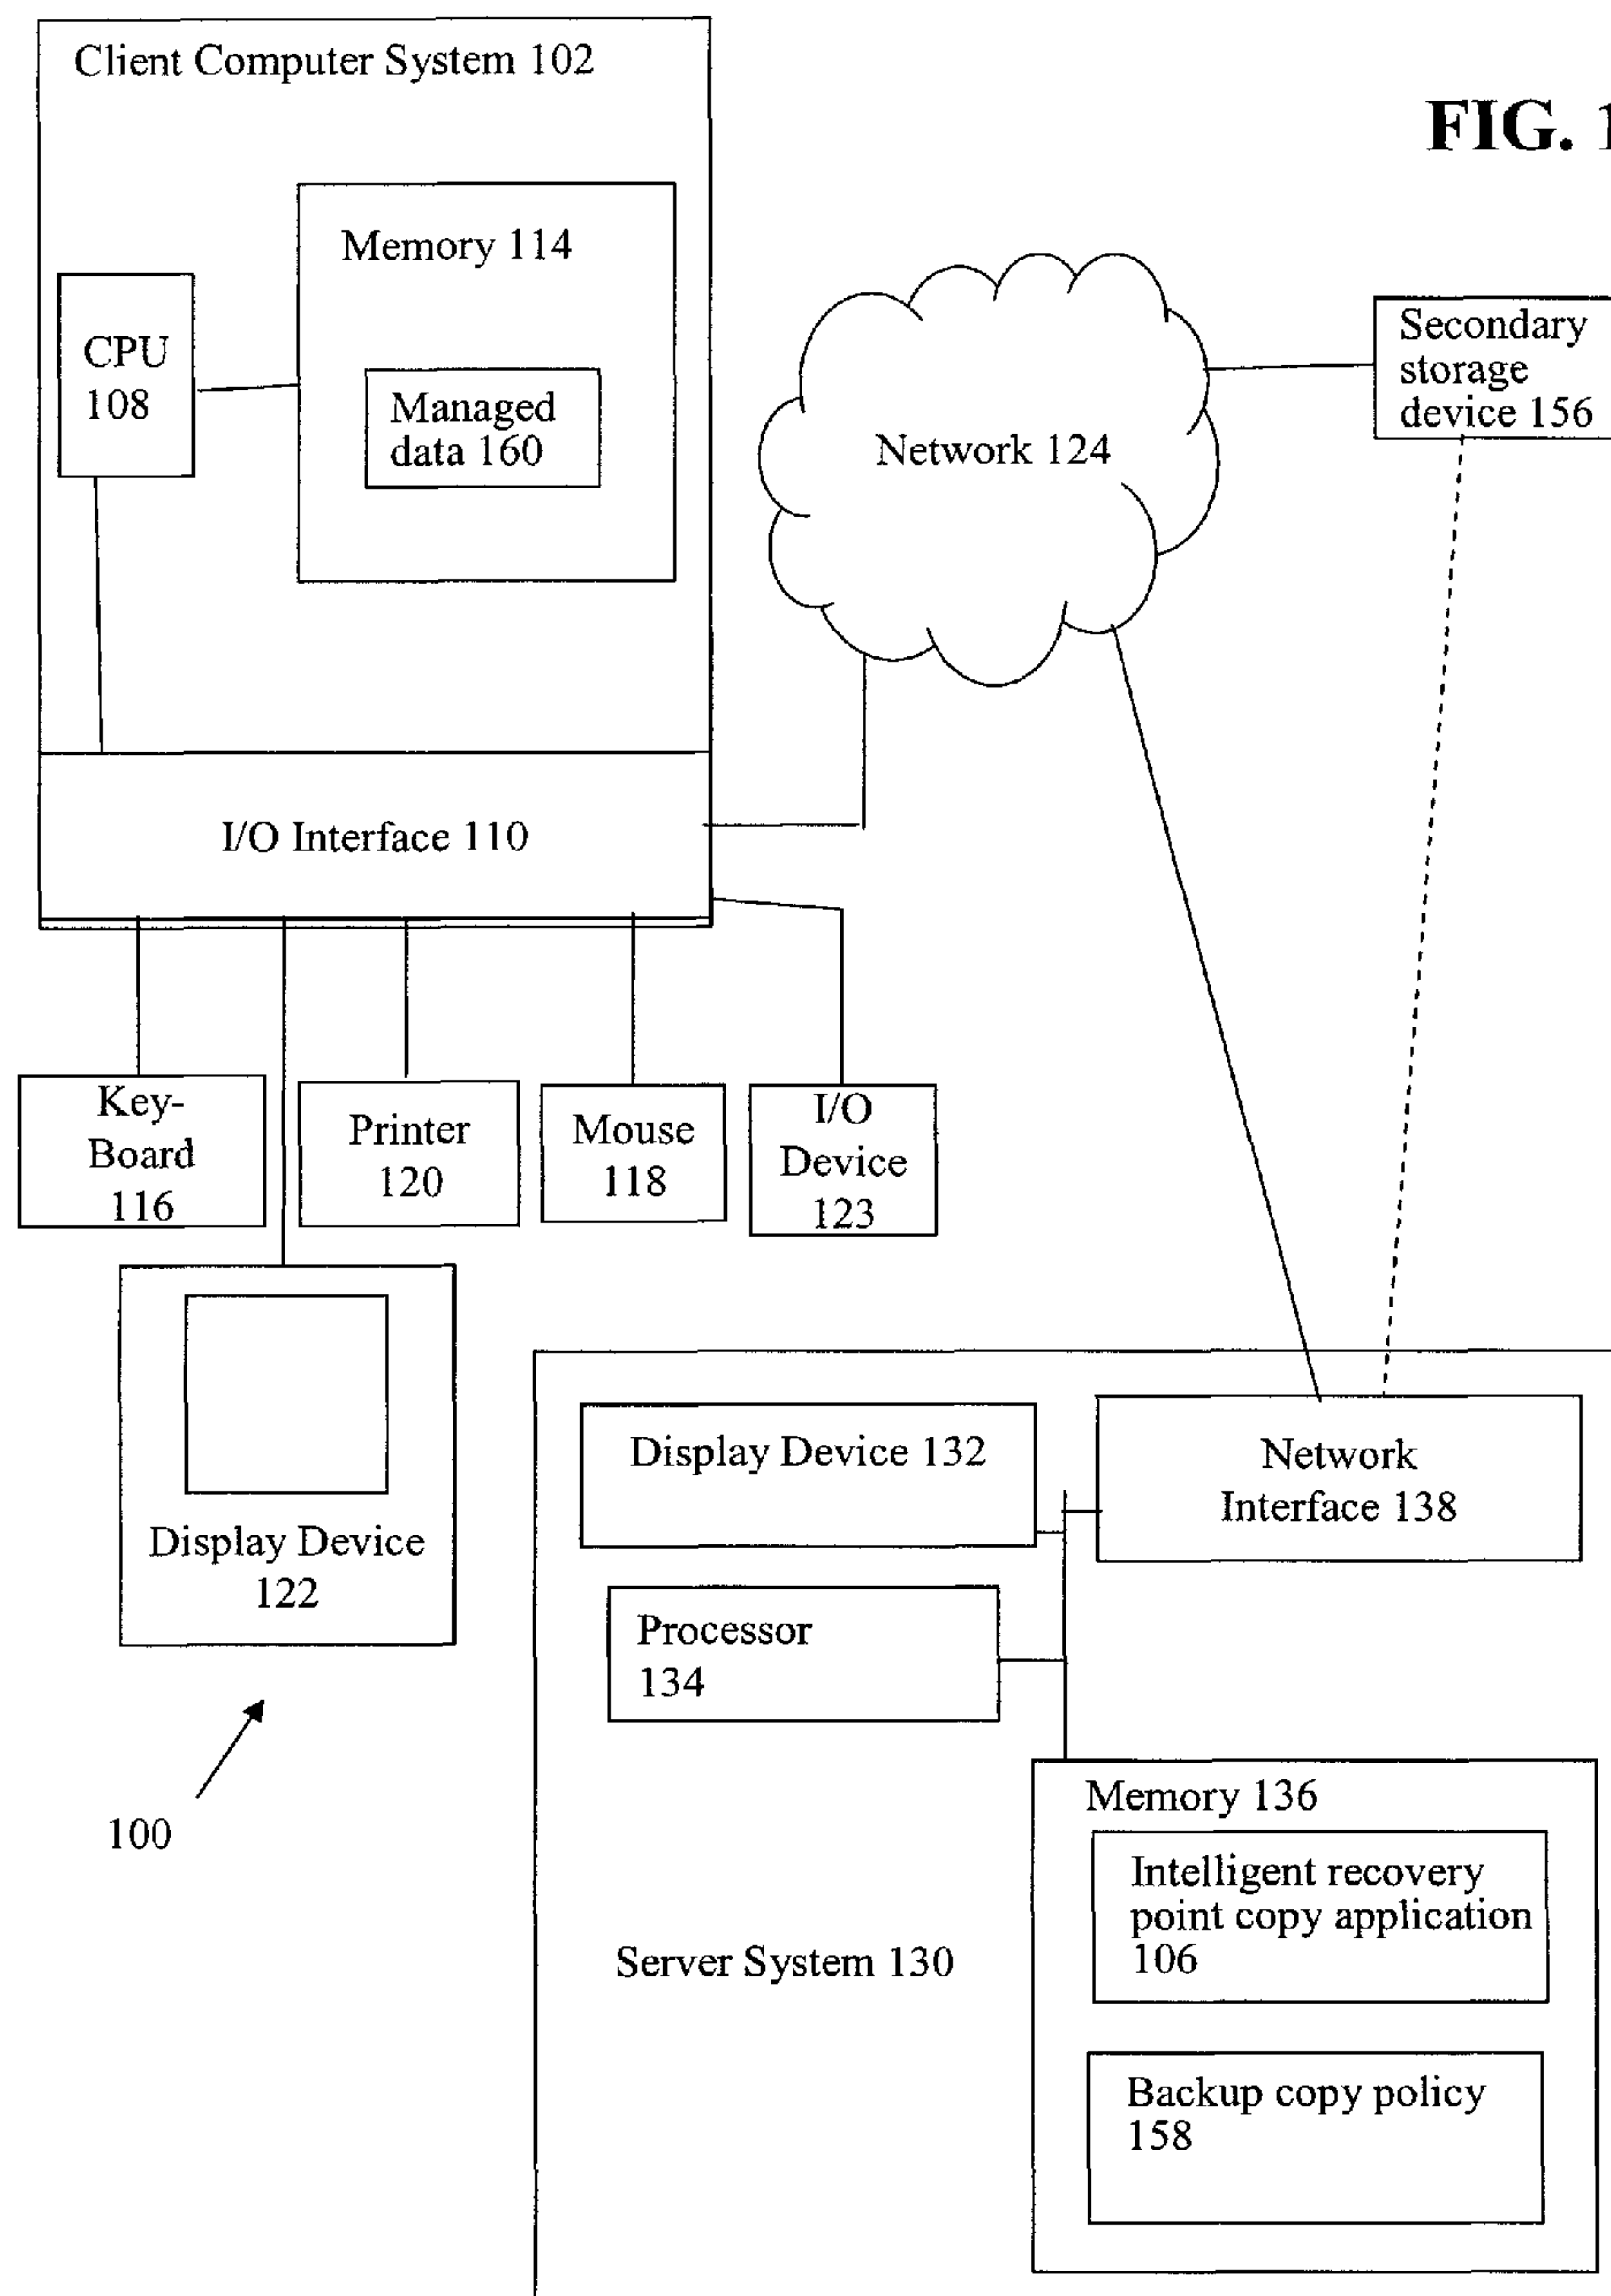 Client Computer System 102
FIG. 1
Memory 114
CPU
108
Managed
data 160
Network 124
Secondary
storage
device 156
I/O Interface 110
Key-
Board
116
Printer
120
Mouse
118
I/O
Device
123
Display Device
122
100
Display Device 132
Network
Interface 138
Processor
134
Server System 130
Memory 136
Intelligent recovery
point copy application
106
Backup copy policy
158